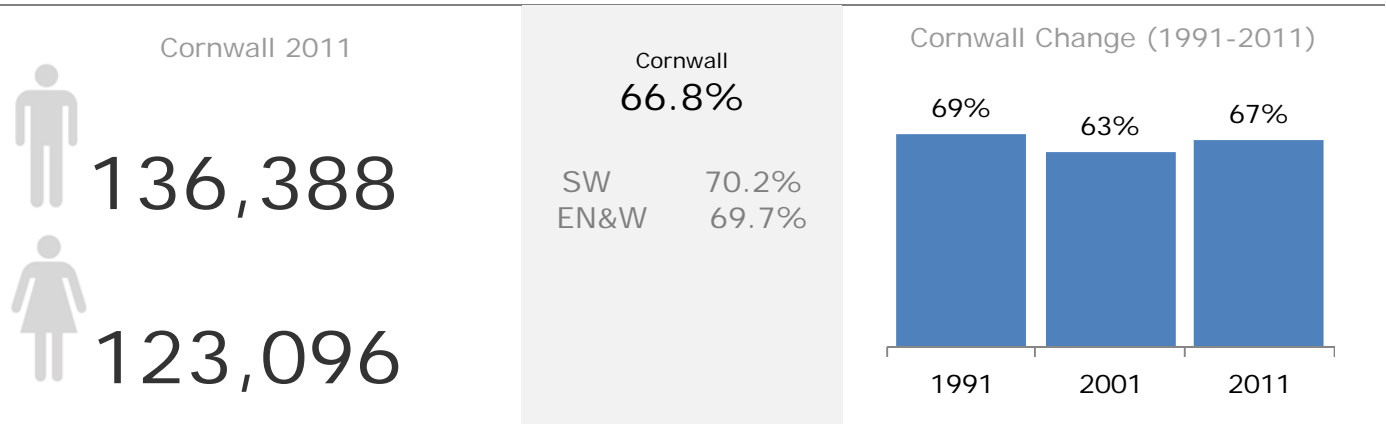 Cornwall 2011
136,388
123,096
Cornwall
66.8%
SW 70.2%
EN&W 69.7%
Cornwall Change (1991-2011)
69%
63%
67%
1991
2001
2011